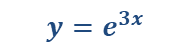 y = e^{3x}